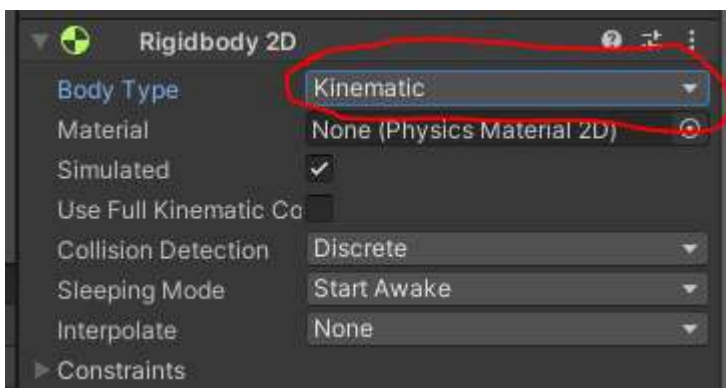 Rigidbody 2D
Body Type Kinematic
Material None (Physics Material 2D)
Simulated
Use Full Kinematic Co
Collision Detection Discrete
Sleeping Mode Start Awake
Interpolate None
Constraints